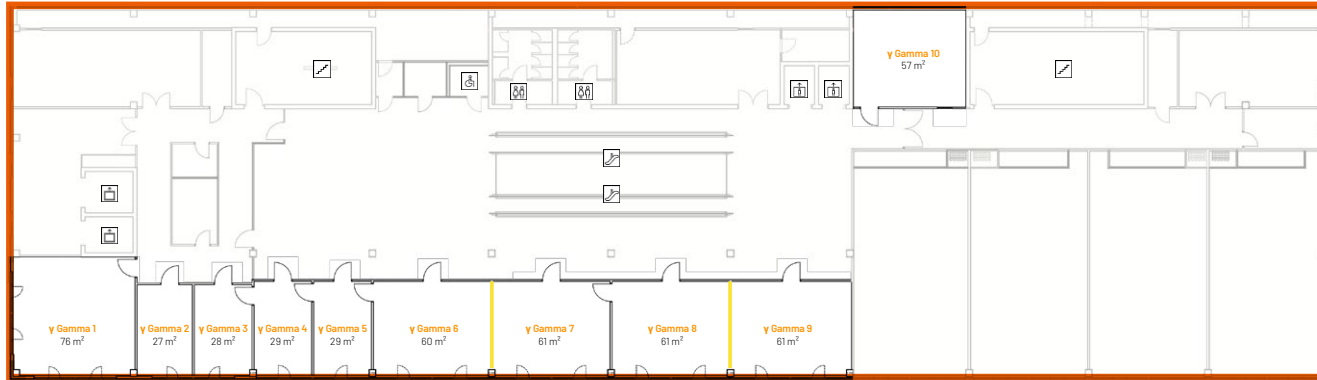 γ Gamma 10
57 m²
γ Gamma 1
76 m²
γ Gamma 2
27 m²
γ Gamma 3
28 m²
γ Gamma 4
29 m²
γ Gamma 5
29 m²
γ Gamma 6
60 m²
γ Gamma 7
61 m²
γ Gamma 8
61 m²
γ Gamma 9
61 m²